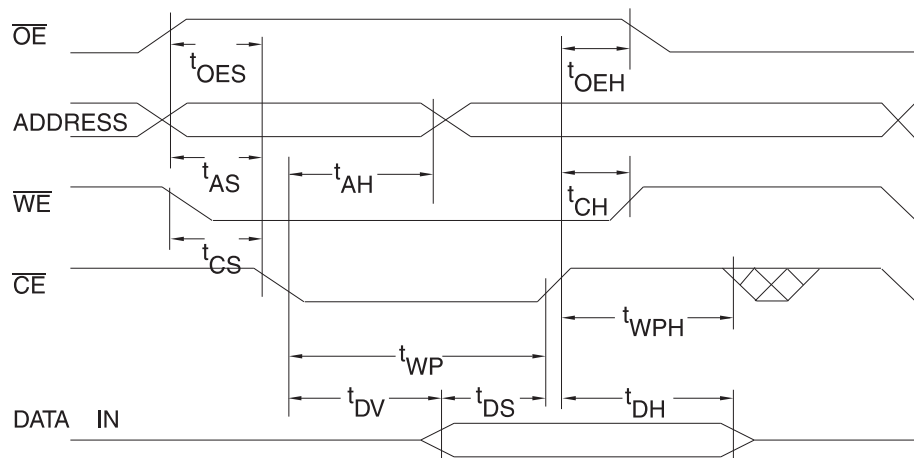 OE
tOES
tOEH
ADDRESS
tAS
tAH
WE
tCH
tCS
CE
tWPH
tWP
tDV
tDS
tDH
DATA IN